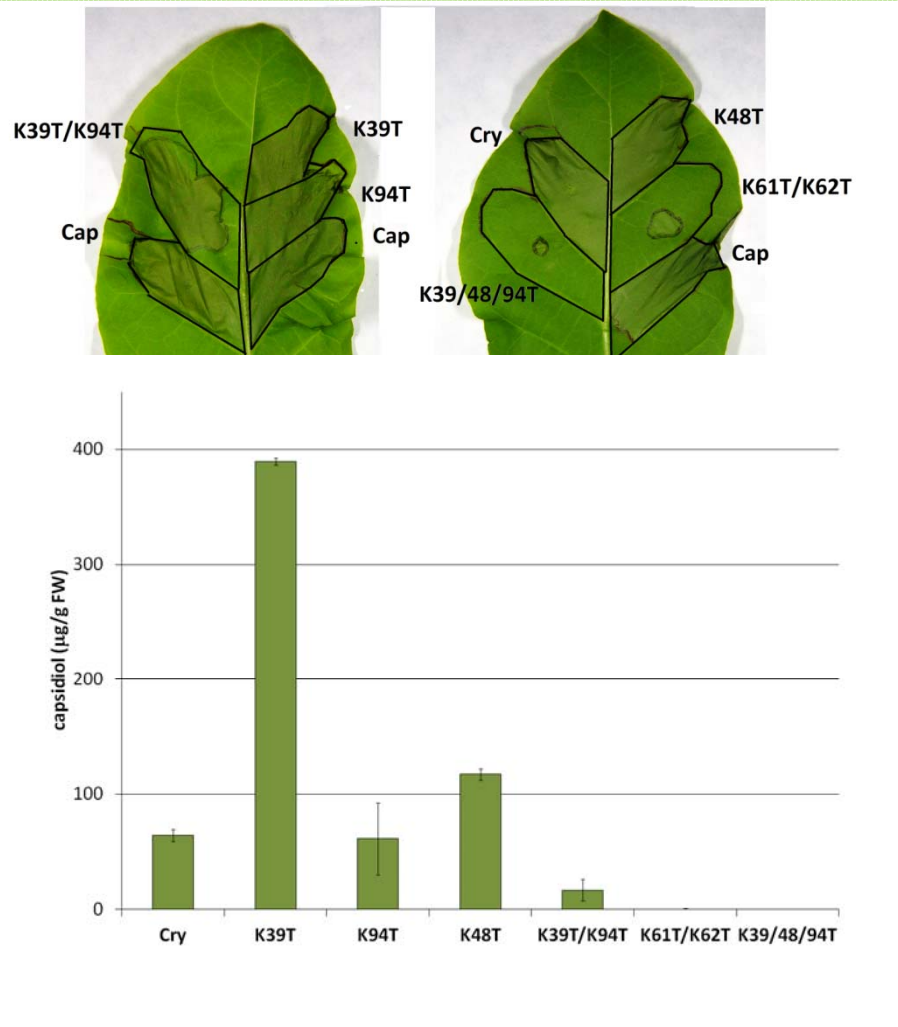 K39T/K94T
K39T
K94T
Cap
Cap
K48T
Cry
K61T/K62T
Cap
K39/48/94T
400
300
200
100
0
capsidiol (µg/g FW)
Cry K39T K94T K48T K39T/K94T K61T/K62T K39/48/94T